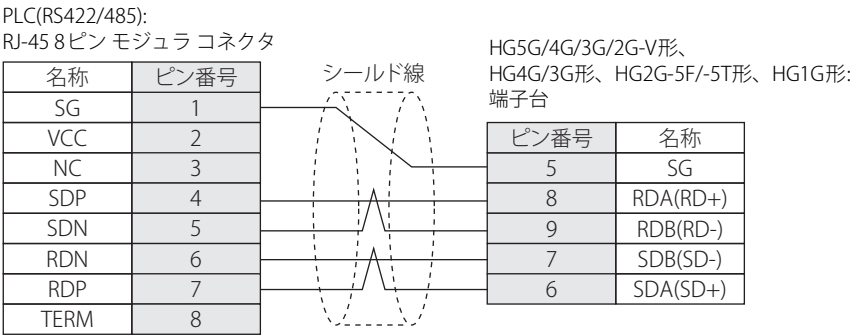 PLC(RS422/485):
RJ-45 8ピン モジュラ コネクタ
名称 ピン番号
SG 1
VCC 2
NC 3
SDP 4
SDN 5
RDN 6
RDP 7
TERM 8
シールド線
HG5G/4G/3G/2G-V形、
HG4G/3G形、HG2G-5F/-5T形、HG1G形:
端子台
ピン番号 名称
5 SG
8 RDA(RD+)
9 RDB(RD-)
7 SDB(SD-)
6 SDA(SD+)